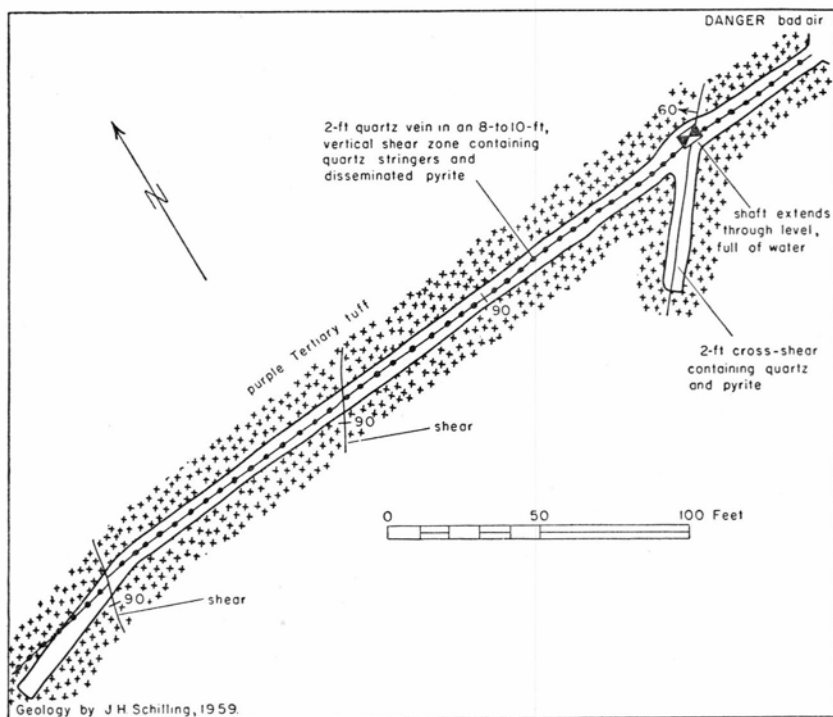 DANGER bad air
60
2-ft quartz vein in an 8-to 10-ft,
vertical shear zone containing
quartz stringers and
disseminated pyrite
N
shaft extends
through level,
full of water
90
purple Tertiary tuff
2-ft cross-shear
containing quartz
and pyrite
90
shear
0 50 100 Feet
90
shear
Geology by J H Schilling, 1959.